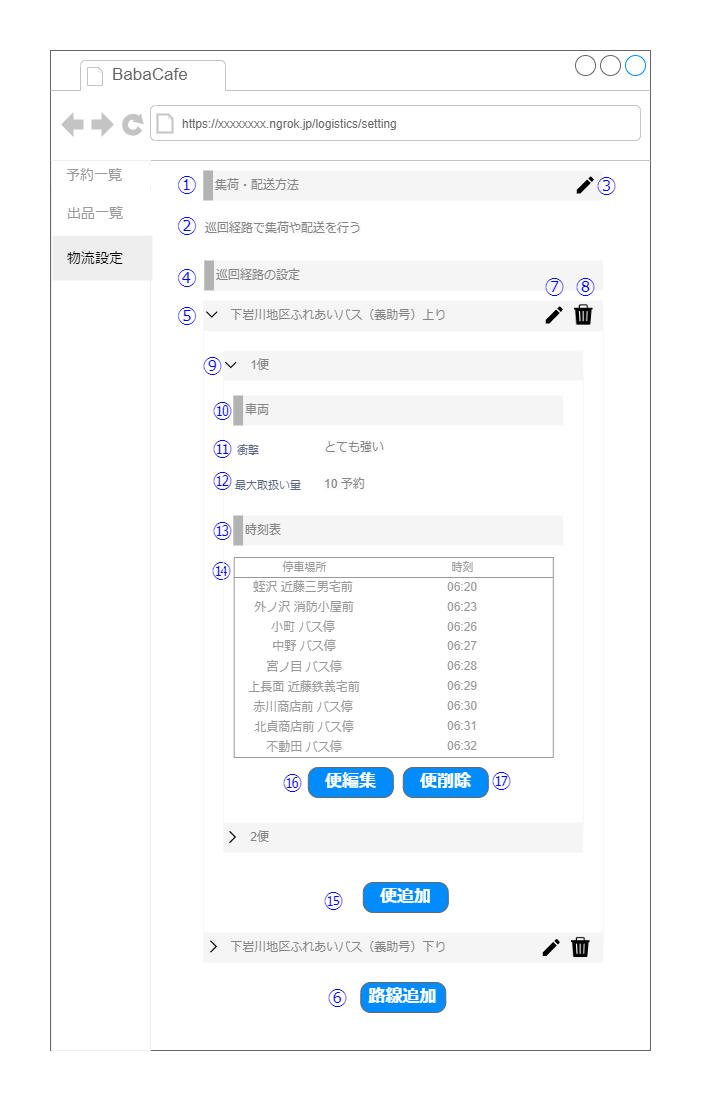 BabaCafe
https://xxxxxxxx.ngrok.jp/logistics/setting
予約一覧
出品一覧
物流設定
① 集荷・配送方法 ③
② 巡回経路で集荷や配送を行う
④ 巡回経路の設定
⑦ ⑧
⑤ 下岩川地区ふれあいバス（義助号）上り
⑨ 1便
⑩ 車両
⑪ 衝撃 とても強い
⑫ 最大取扱い量 10 予約
⑬ 時刻表
⑭ 停車場所 時刻
蛭沢 近藤三男宅前 06:20
外ノ沢 消防小屋前 06:23
小町 バス停 06:26
中野 バス停 06:27
宮ノ目 バス停 06:28
上長面 近藤鉄義宅前 06:29
赤川商店前 バス停 06:30
北貞商店前 バス停 06:31
不動田 バス停 06:32
⑯ 便編集 便削除 ⑰
2便
⑮ 便追加
下岩川地区ふれあいバス（義助号）下り
⑥ 路線追加